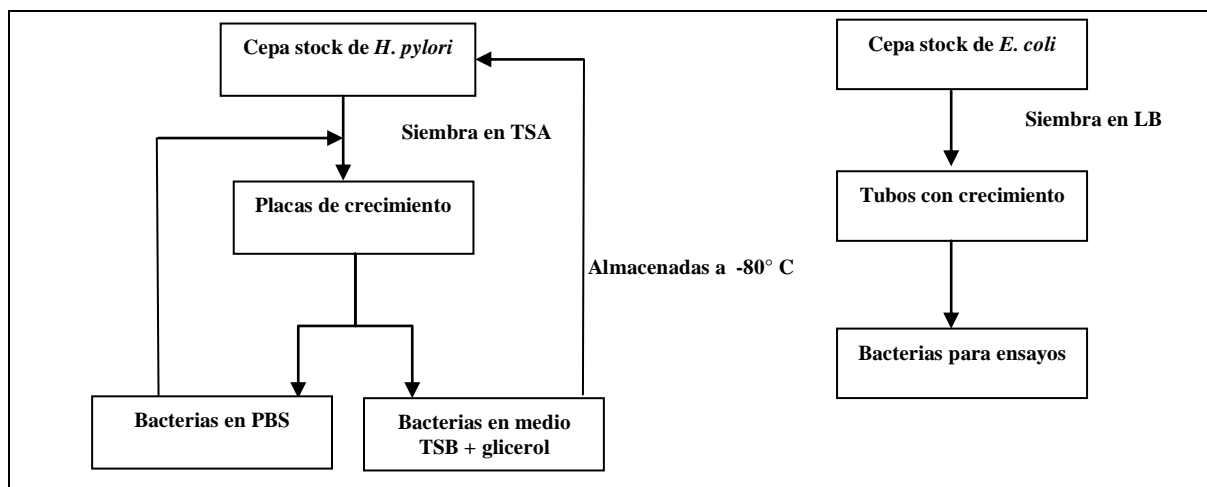 Cepa stock de H. pylori
Siembra en TSA
Placas de crecimiento
Almacenadas a -80° C
Bacterias en PBS
Bacterias en medio
TSB + glicerol
Cepa stock de E. coli
Siembra en LB
Tubos con crecimiento
Bacterias para ensayos